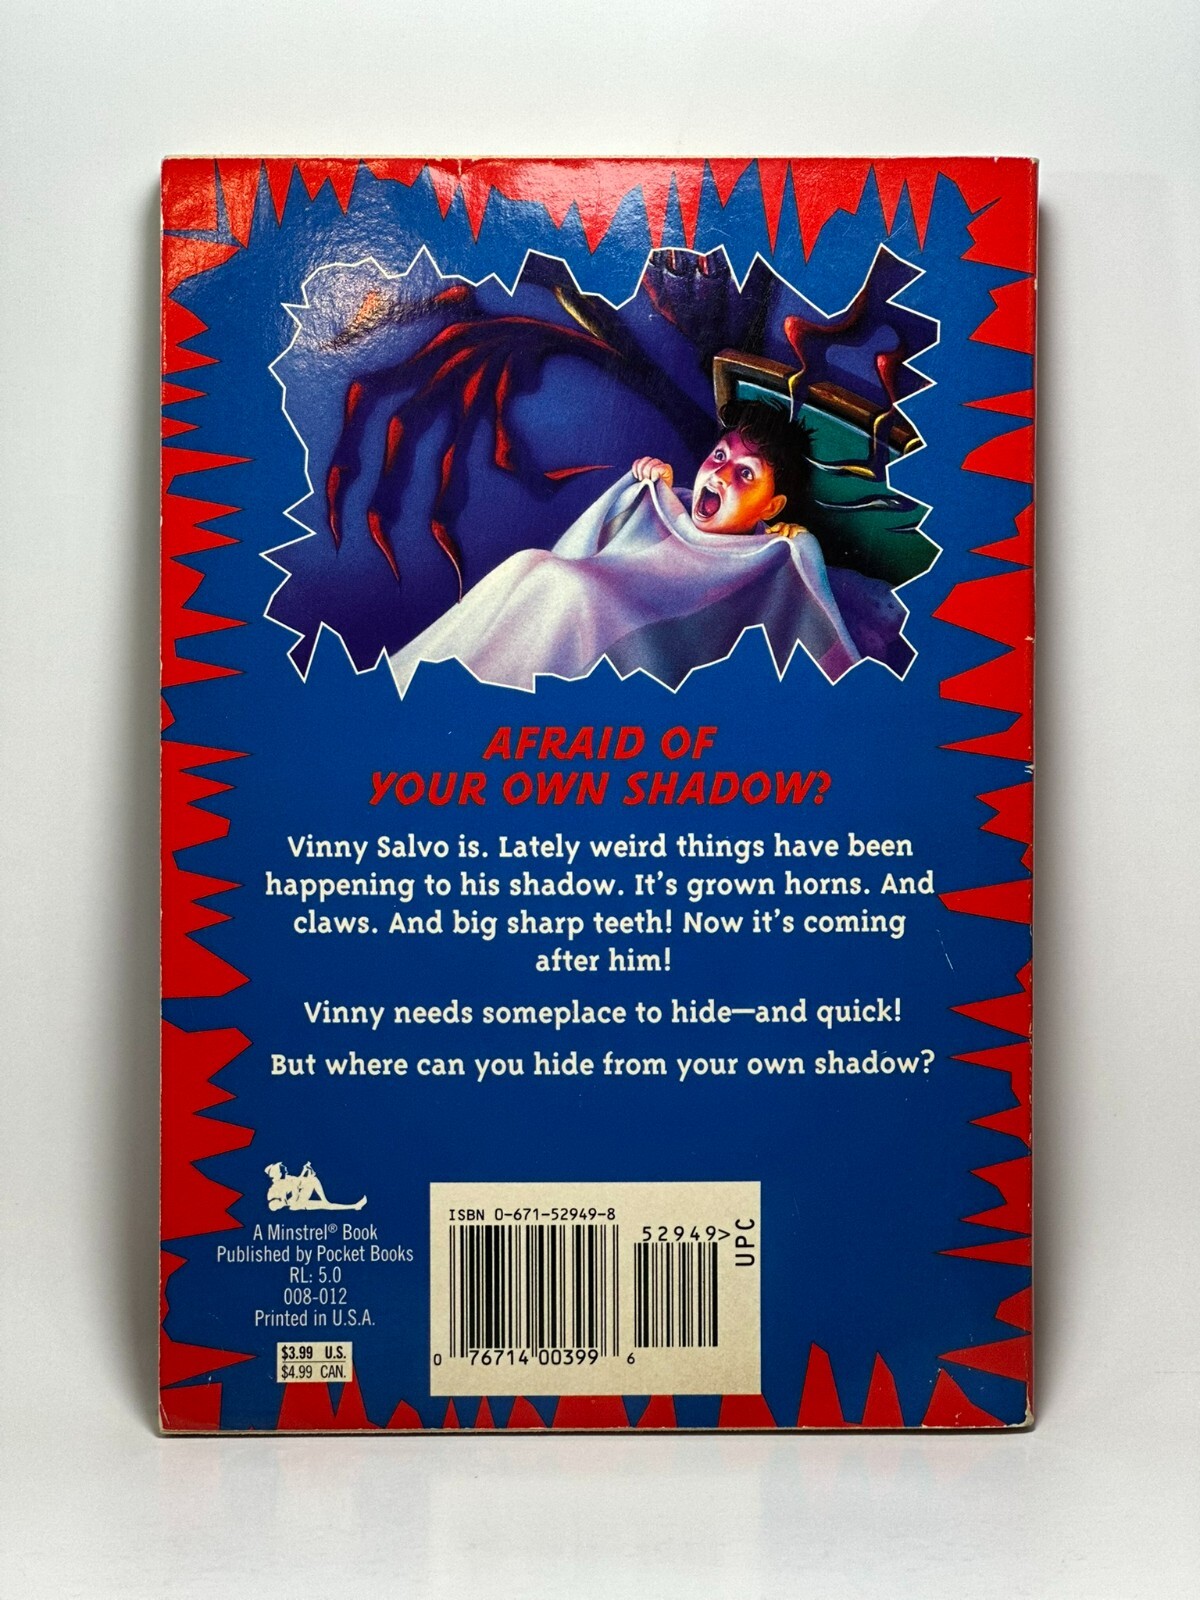 AFRAID OF
YOUR OWN SHADOW?
Vinny Salvo is. Lately weird things have been
happening to his shadow. It's grown horns. And
claws. And big sharp teeth! Now it's coming
after him!
Vinny needs someplace to hide—and quick!
But where can you hide from your own shadow?
A Minstrel® Book
Published by Pocket Books
RL: 5.0
008-012
Printed in U.S.A.
$3.99 U.S.
$4.99 CAN.
ISBN 0-671-52949-8
52949>
UPC
0 76714 00399 6